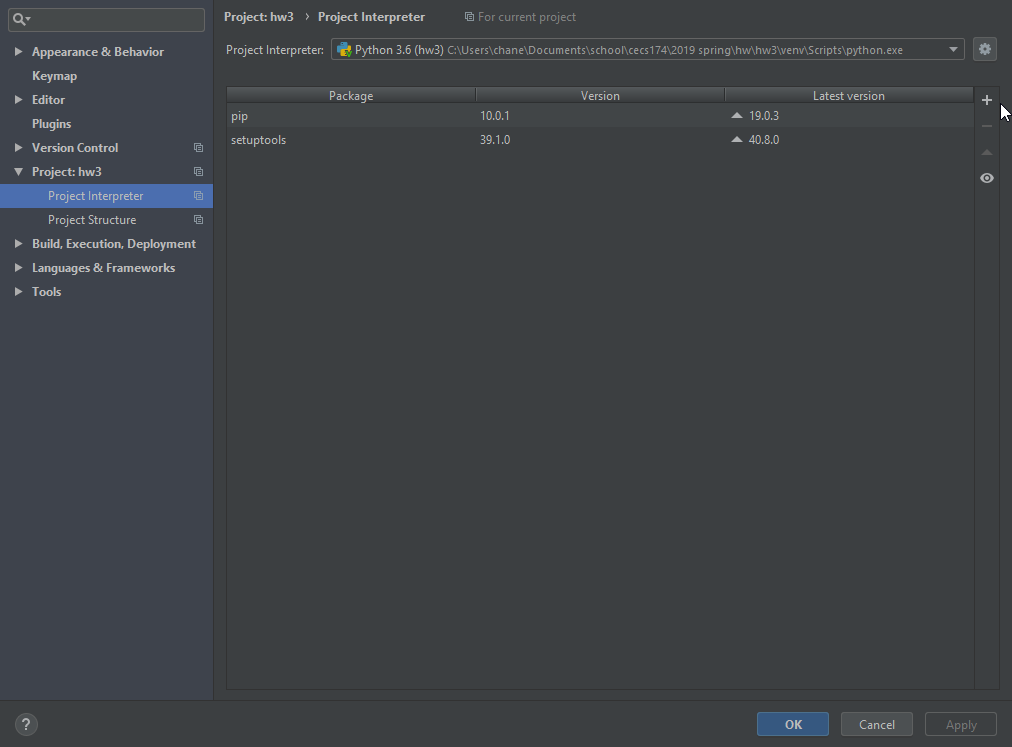 Project: hw3 › Project Interpreter For current project
Appearance & Behavior
Keymap
Editor
Plugins
Version Control
Project: hw3
Project Interpreter
Project Structure
Build, Execution, Deployment
Languages & Frameworks
Tools
Project Interpreter: Python 3.6 (hw3) C:\Users\chane\Documents\school\cecs174\2019 spring\hw\hw3\venv\Scripts\python.exe
Package Version Latest version
pip 10.0.1 19.0.3
setuptools 39.1.0 40.8.0
? OK Cancel Apply